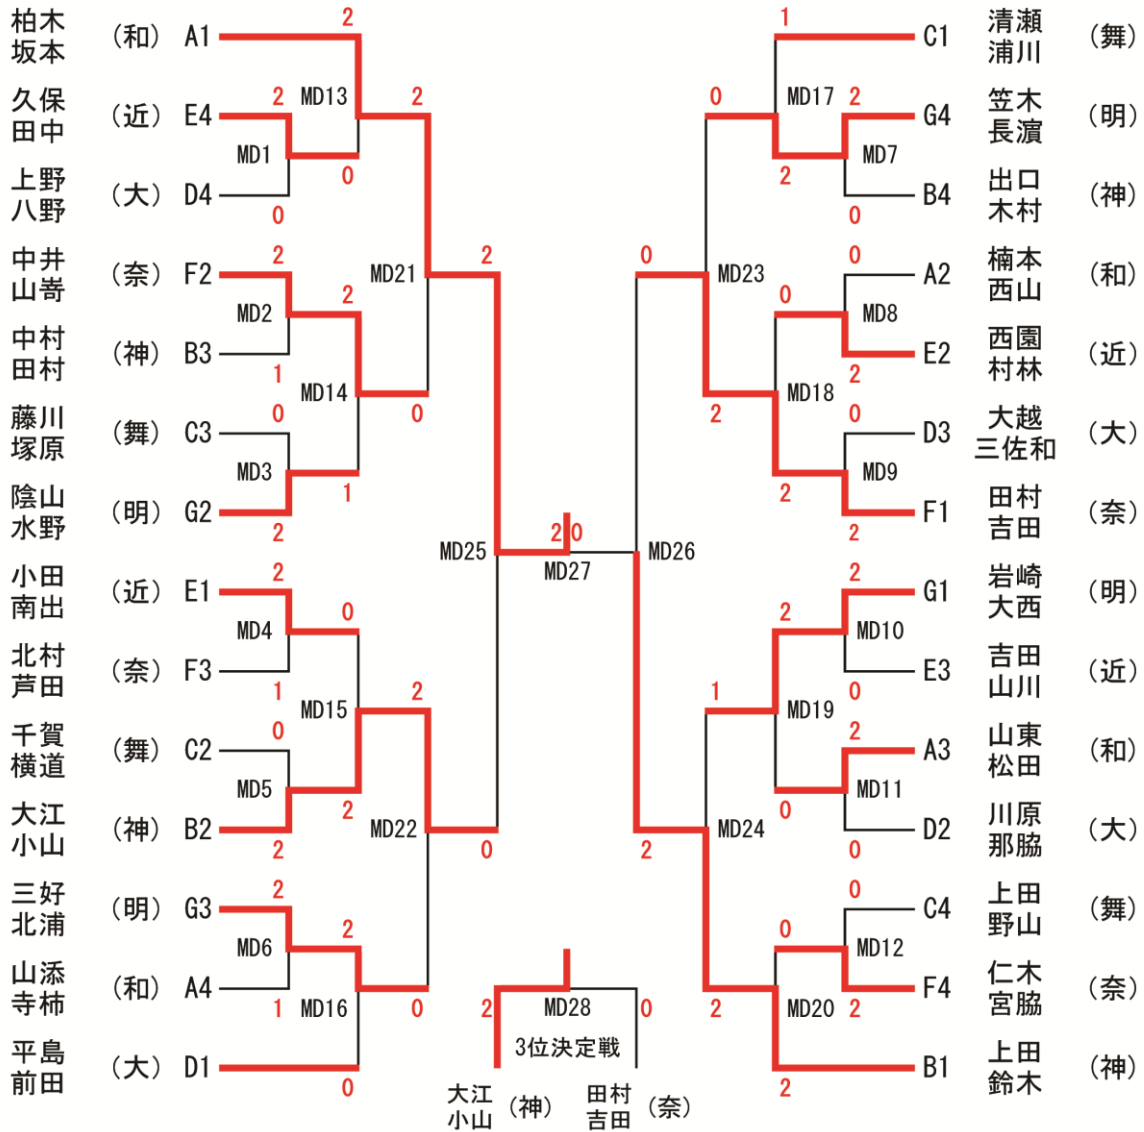 柏木
坂本
（和）
A1
2
久保
田中
（近）
E4
2
MD13
2
MD1
0
上野
八野
（大）
D4
0
中井
山嵜
（奈）
F2
2
2
MD21
2
MD2
中村
田村
（神）
B3
1
MD14
0
藤川
塚原
（舞）
C3
0
MD3
1
陰山
水野
（明）
G2
2
MD25
小田
南出
（近）
E1
2
0
MD4
北村
芦田
（奈）
F3
1
MD15
2
千賀
横道
（舞）
C2
0
MD5
2
大江
小山
（神）
B2
2
MD22
0
三好
北浦
（明）
G3
2
2
MD6
山添
寺柿
（和）
A4
1
MD16
0
平島
前田
（大）
D1
0
2
0
MD27
1
C1
清瀬
浦川
（舞）
0
MD17
2
G4
笠木
長濵
（明）
MD7
2
B4
出口
木村
（神）
0
0
MD23
0
0
A2
楠本
西山
（和）
MD8
E2
西園
村林
（近）
2
MD18
2
0
D3
大越
三佐和
（大）
MD9
2
F1
田村
吉田
（奈）
2
MD26
2
G1
岩崎
大西
（明）
2
MD10
E3
吉田
山川
（近）
0
1
MD19
2
A3
山東
松田
（和）
MD11
0
D2
川原
那脇
（大）
0
MD24
2
0
C4
上田
野山
（舞）
0
MD12
F4
仁木
宮脇
（奈）
2
2
MD20
B1
上田
鈴木
（神）
2
2
MD28
0
3位決定戦
大江
小山
（神）
田村
吉田
（奈）